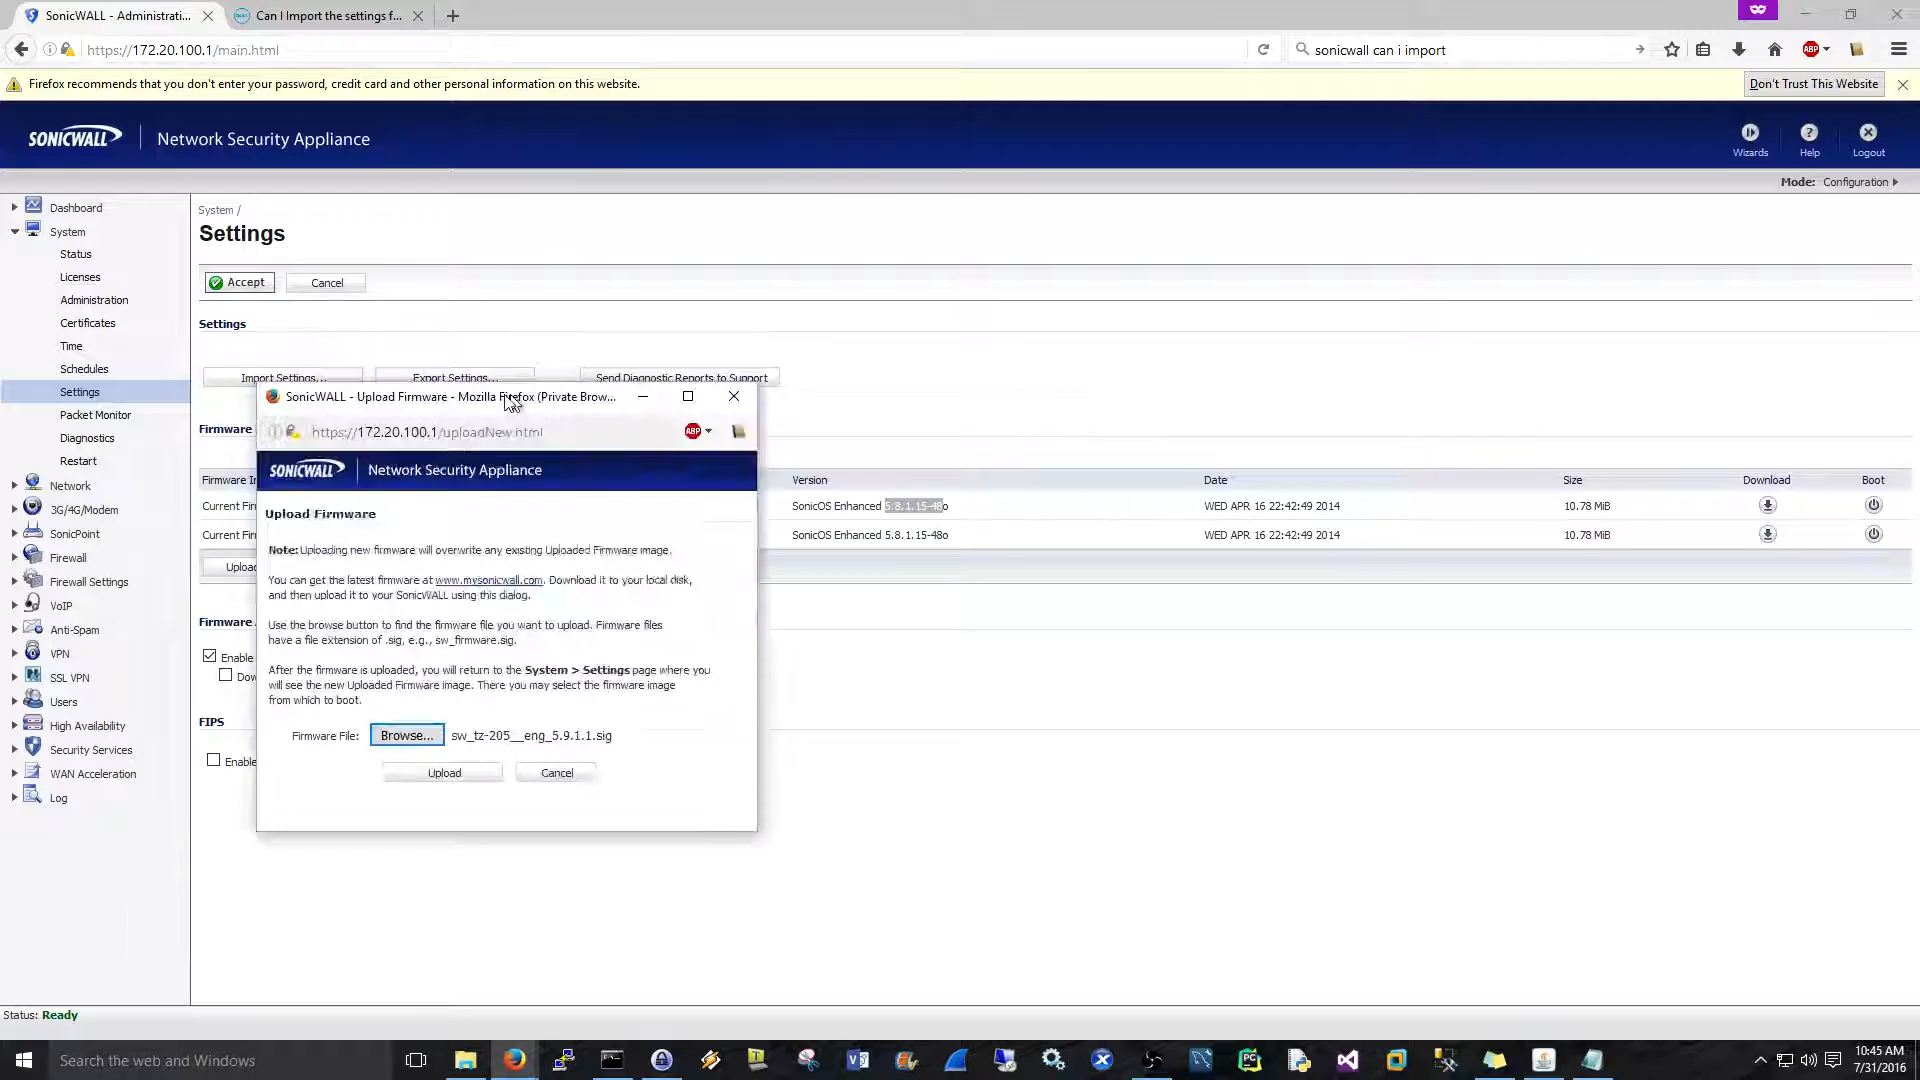 SonicWALL - Administrati...
Can I Import the settings f...
https://172.20.100.1/main.html
sonicwall can i import
ABP
Firefox recommends that you don't enter your password, credit card and other personal information on this website.
Don't Trust This Website
SONICWALL
Network Security Appliance
Wizards
Help
Logout
Mode: Configuration
Dashboard
System
Status
Licenses
Administration
Certificates
Time
Schedules
Settings
Packet Monitor
Diagnostics
Restart
Network
3G/4G/Modem
SonicPoint
Firewall
Firewall Settings
VoIP
Anti-Spam
VPN
SSL VPN
Users
High Availability
Security Services
WAN Acceleration
Log
System /
Settings
Accept
Cancel
Settings
Import Settings...
Export Settings...
Send Diagnostic Reports to Support
Firmware
Firmware I
Version
Date
Size
Download
Boot
Current Fir
SonicOS Enhanced 5.8.1.15-48o
WED APR 16 22:42:49 2014
10.78 MiB
Current Fir
SonicOS Enhanced 5.8.1.15-48o
WED APR 16 22:42:49 2014
10.78 MiB
Upload
Firmware
Enable
Dow
FIPS
Enable
SonicWALL - Upload Firmware - Mozilla Firefox (Private Brow...
https://172.20.100.1/uploadNew.html
ABP
SONICWALL
Network Security Appliance
Upload Firmware
Note: Uploading new firmware will overwrite any existing Uploaded Firmware image.
You can get the latest firmware at www.mysonicwall.com. Download it to your local disk,
and then upload it to your SonicWALL using this dialog.
Use the browse button to find the firmware file you want to upload. Firmware files
have a file extension of .sig, e.g., sw_firmware.sig.
After the firmware is uploaded, you will return to the System > Settings page where you
will see the new Uploaded Firmware image. There you may select the firmware image
from which to boot.
Firmware File:
Browse...
sw_tz-205__eng_5.9.1.1.sig
Upload
Cancel
Status: Ready
Search the web and Windows
10:45 AM
7/31/2016